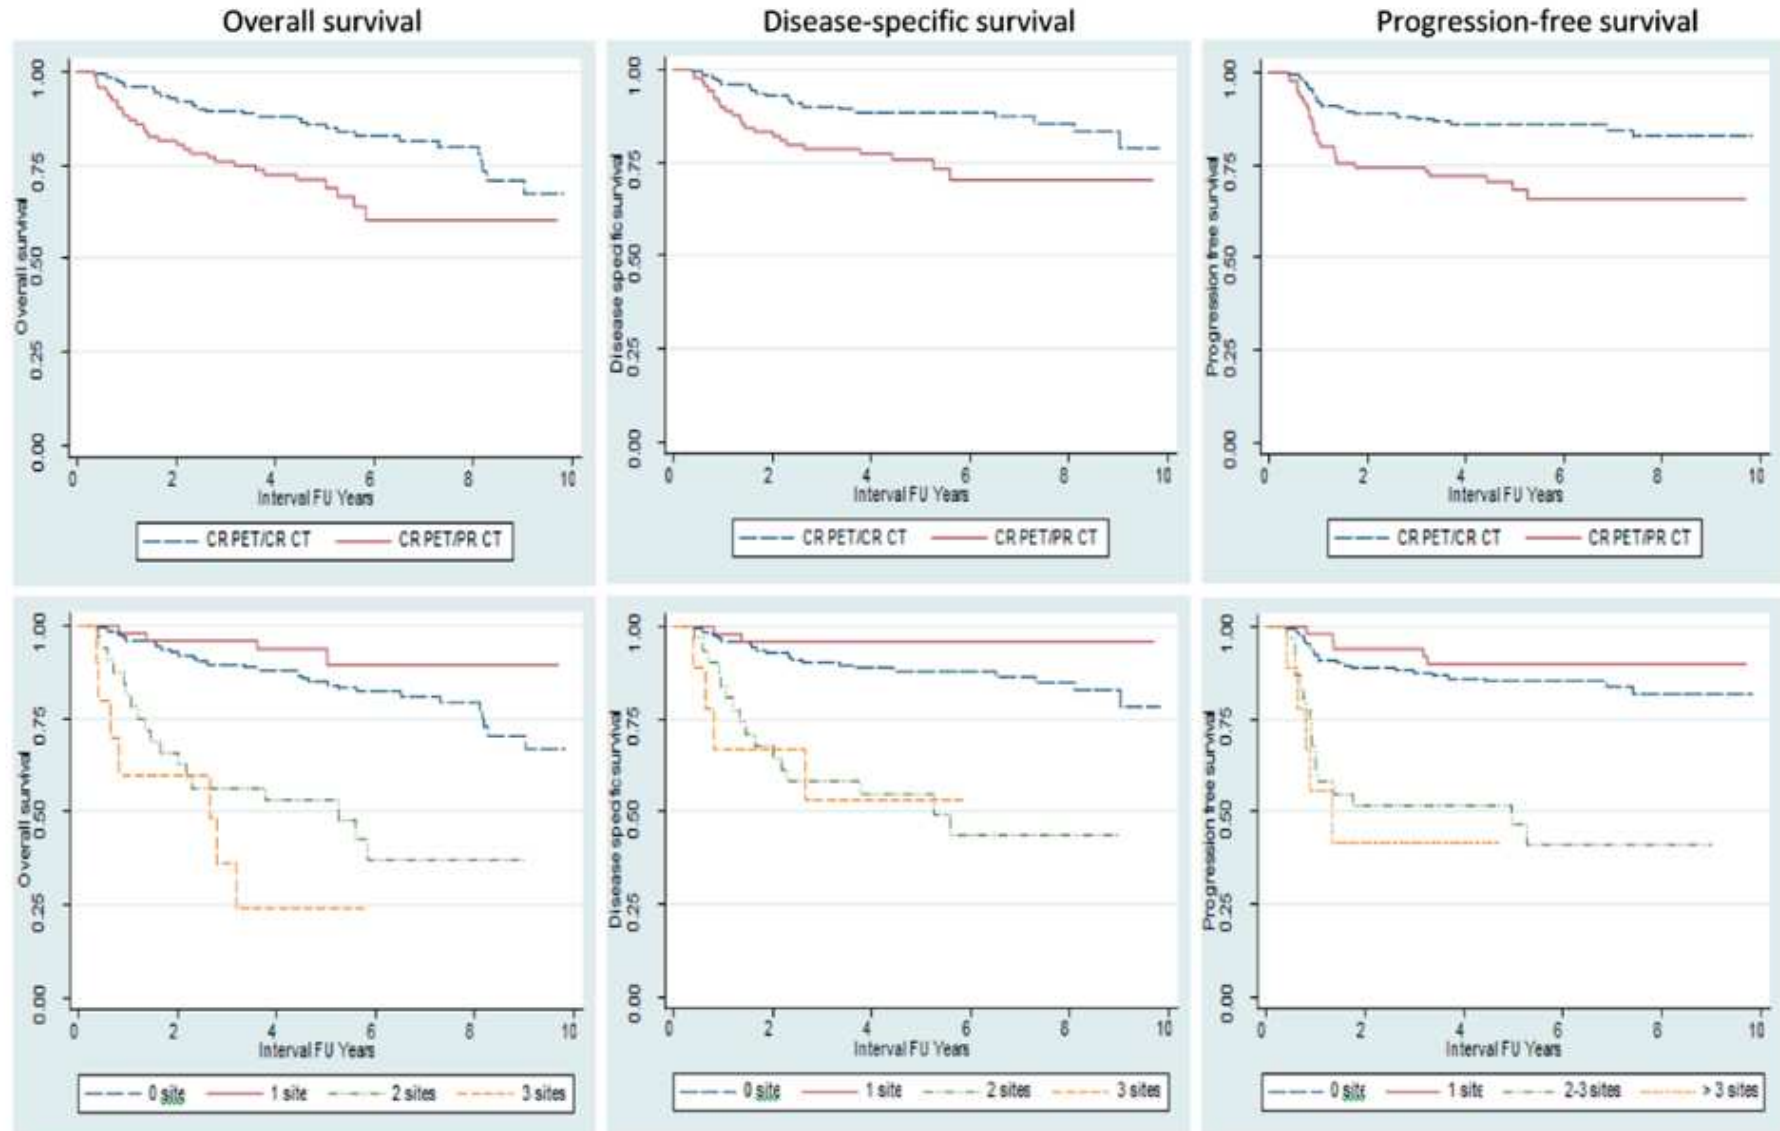 Overall survival
Disease-specific survival
Progression-free survival
Overall survival
0.00 0.25 0.50 0.75 1.00
0 2 4 6 8 10
Interval FU Years
CR PET/CR CT CR PET/PR CT
Disease specific survival
0.00 0.25 0.50 0.75 1.00
0 2 4 6 8 10
Interval FU Years
CR PET/CR CT CR PET/PR CT
Progression free survival
0.00 0.25 0.50 0.75 1.00
0 2 4 6 8 10
Interval FU Years
CR PET/CR CT CR PET/PR CT
Overall survival
0.00 0.25 0.50 0.75 1.00
0 2 4 6 8 10
Interval FU Years
0 site 1 site 2 sites 3 sites
Disease specific survival
0.00 0.25 0.50 0.75 1.00
0 2 4 6 8 10
Interval FU Years
0 site 1 site 2 sites 3 sites
Progression free survival
0.00 0.25 0.50 0.75 1.00
0 2 4 6 8 10
Interval FU Years
0 site 1 site 2-3 sites > 3 sites